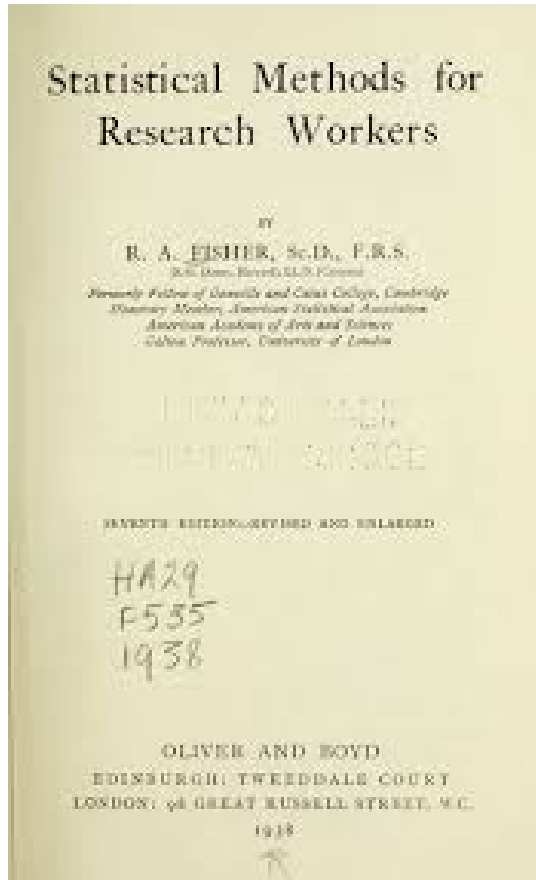 Statistical Methods for
Research Workers
BY
R. A. FISHER, Sc.D., F.R.S.
Formerly Fellow of Gonville and Caius College, Cambridge
Honorary Member, American Statistical Association
American Academy of Arts and Sciences
Galton Professor, University of London
SEVENTH EDITION—REVISED AND ENLARGED
HA29
F535
1938
OLIVER AND BOYD
EDINBURGH: TWEEDDALE COURT
LONDON: 98 GREAT RUSSELL STREET, W.C.
1938